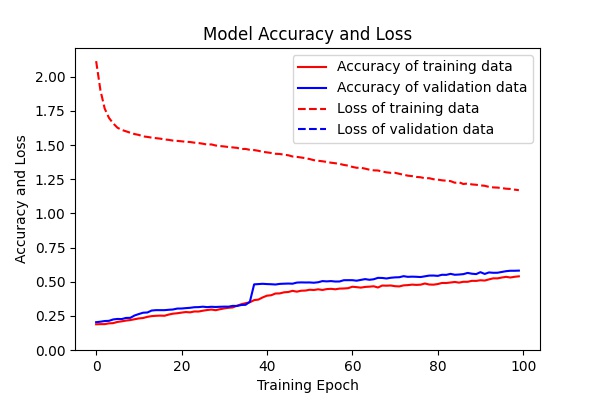 Model Accuracy and Loss
Accuracy of training data
Accuracy of validation data
Loss of training data
Loss of validation data
Accuracy and Loss
2.00
1.75
1.50
1.25
1.00
0.75
0.50
0.25
0.00
0 20 40 60 80 100
Training Epoch